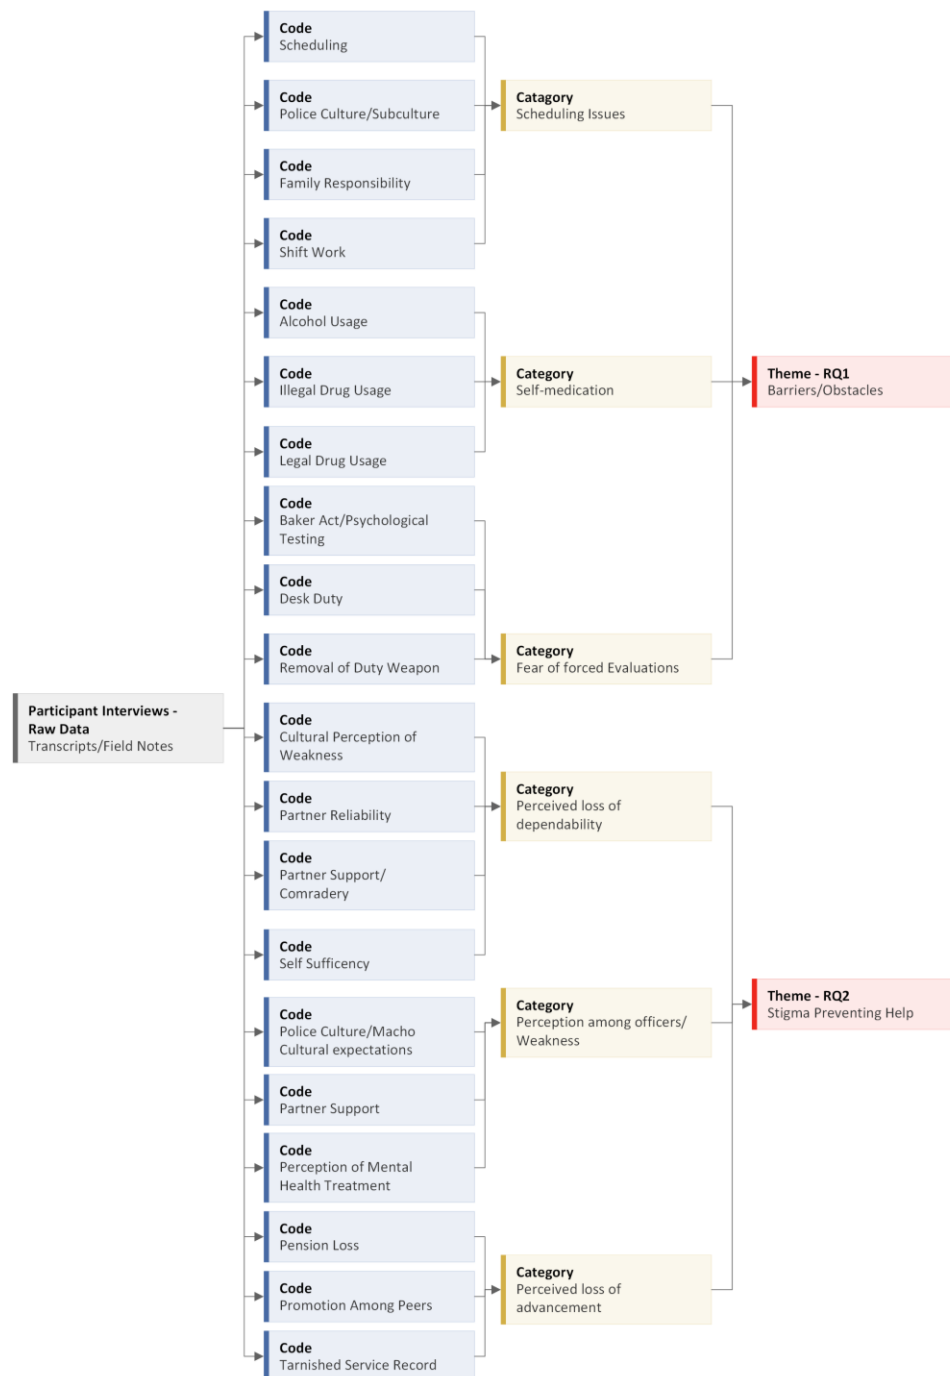 Code
Scheduling
Code
Police Culture/Subculture
Code
Family Responsibility
Code
Shift Work
Code
Alcohol Usage
Code
Illegal Drug Usage
Code
Legal Drug Usage
Code
Baker Act/Psychological
Testing
Code
Desk Duty
Code
Removal of Duty Weapon
Participant Interviews -
Raw Data
Transcripts/Field Notes
Code
Cultural Perception of
Weakness
Code
Partner Reliability
Code
Partner Support/
Comradery
Code
Self Sufficency
Code
Police Culture/Macho
Cultural expectations
Code
Partner Support
Code
Perception of Mental
Health Treatment
Code
Pension Loss
Code
Promotion Among Peers
Code
Tarnished Service Record
Catagory
Scheduling Issues
Category
Self-medication
Category
Fear of forced Evaluations
Category
Perceived loss of
dependability
Category
Perception among officers/
Weakness
Category
Perceived loss of
advancement
Theme - RQ1
Barriers/Obstacles
Theme - RQ2
Stigma Preventing Help